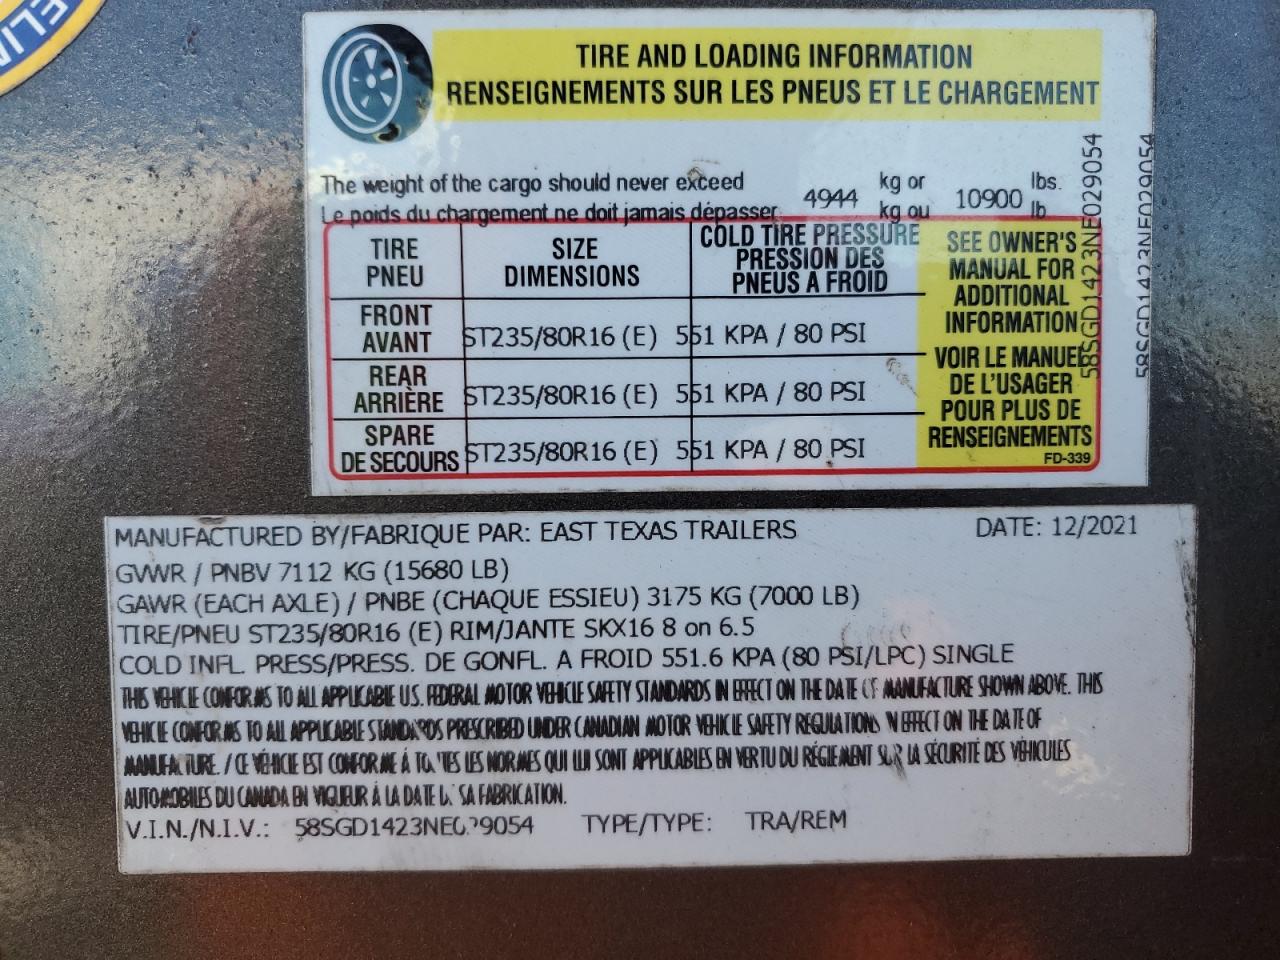 ELIA
TIRE AND LOADING INFORMATION
RENSEIGNEMENTS SUR LES PNEUS ET LE CHARGEMENT
The weight of the cargo should never exceed 4944 kg or 10900 lbs.
Le poids du chargement ne doit jamais dépasser kg ou lb
TIRE SIZE COLD TIRE PRESSURE
PNEU DIMENSIONS PRESSION DES
PNEUS A FROID
FRONT
AVANT ST235/80R16 (E) 551 KPA / 80 PSI
REAR
ARRIÈRE ST235/80R16 (E) 551 KPA / 80 PSI
SPARE
DE SECOURS ST235/80R16 (E) 551 KPA / 80 PSI
SEE OWNER'S
MANUAL FOR
ADDITIONAL
INFORMATION
VOIR LE MANUEL
DE L'USAGER
POUR PLUS DE
RENSEIGNEMENTS
FD-339
58SGD1423NE029054
58SGD1423NE029054
MANUFACTURED BY/FABRIQUE PAR: EAST TEXAS TRAILERS DATE: 12/2021
GVWR / PNBV 7112 KG (15680 LB)
GAWR (EACH AXLE) / PNBE (CHAQUE ESSIEU) 3175 KG (7000 LB)
TIRE/PNEU ST235/80R16 (E) RIM/JANTE SKX16 8 on 6.5
COLD INFL. PRESS/PRESS. DE GONFL. A FROID 551.6 KPA (80 PSI/LPC) SINGLE
THIS VEHICLE CONFORMS TO ALL APPLICABLE U.S. FEDERAL MOTOR VEHICLE SAFETY STANDARDS IN EFFECT ON THE DATE OF MANUFACTURE SHOWN ABOVE. THIS
VEHICLE CONFORMS TO ALL APPLICABLE STANDARDS PRESCRIBED UNDER CANADIAN MOTOR VEHICLE SAFETY REGULATIONS IN EFFECT ON THE DATE OF
MANUFACTURE. / CE VÉHICLE EST CONFORME À TOUTES LES NORMES QUI LUI SONT APPLICABLES EN VERTU DU RÉGIEMENT SUR LA SÉCURITÉ DES VÉHICULES
AUTOMOBILES DU CANADA EN VIGUEUR À LA DATE DE SA FABRICATION.
V.I.N./N.I.V.: 58SGD1423NE029054 TYPE/TYPE: TRA/REM